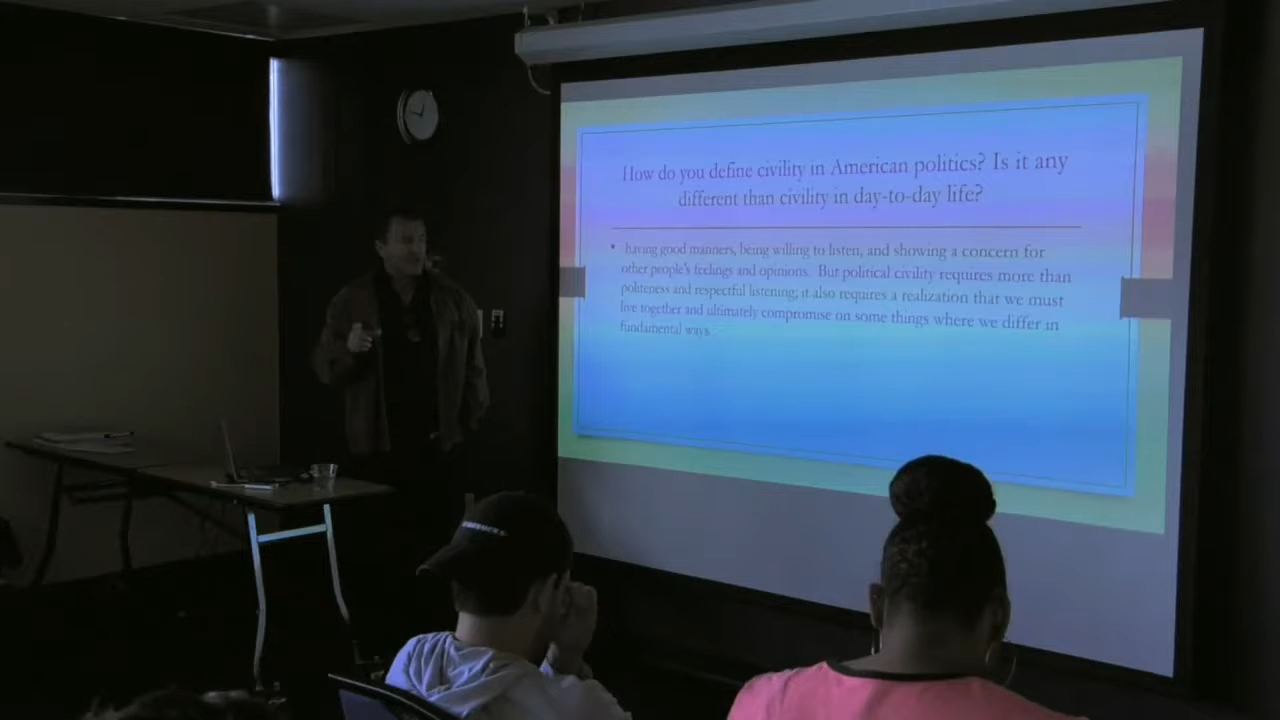 How do you define civility in American politics? Is it any
different than civility in day-to-day life?
• having good manners, being willing to listen, and showing a concern for
other people's feelings and opinions. But political civility requires more than
politeness and respectful listening; it also requires a realization that we must
live together and ultimately compromise on some things where we differ in
fundamental ways